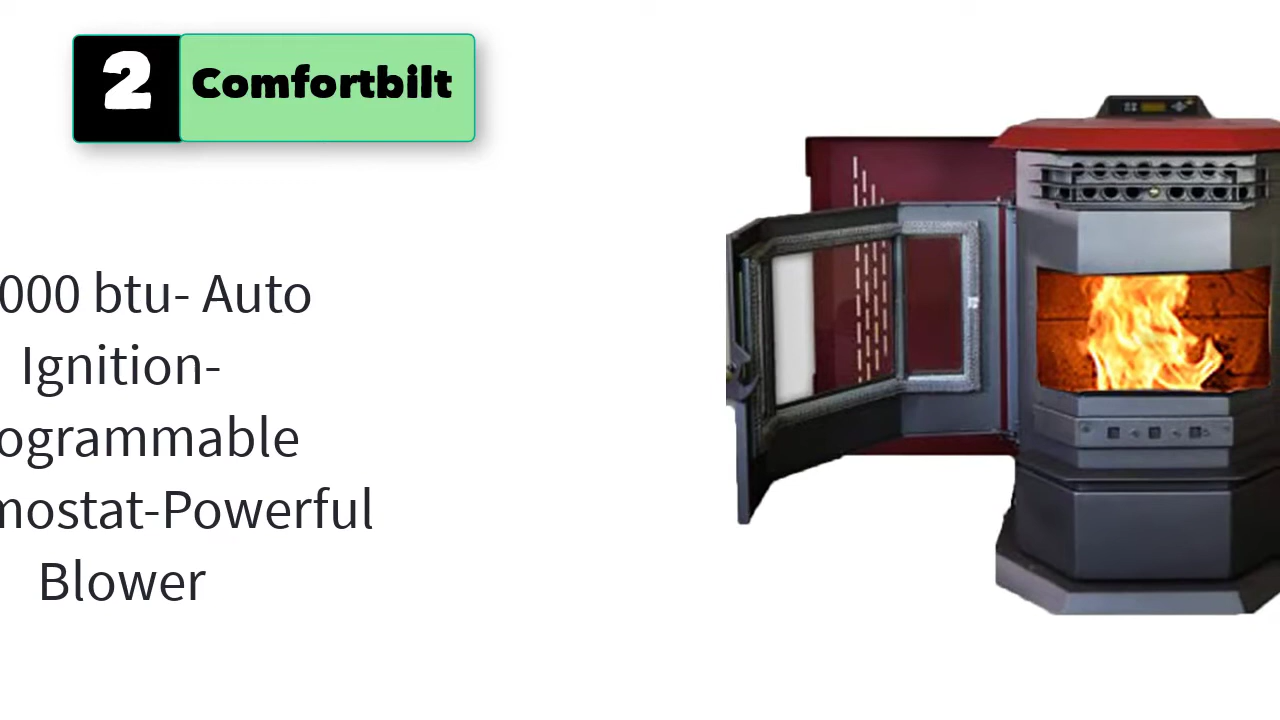 2 Comfortbilt
000 btu- Auto
Ignition-
ogrammable
mostat-Powerful
Blower